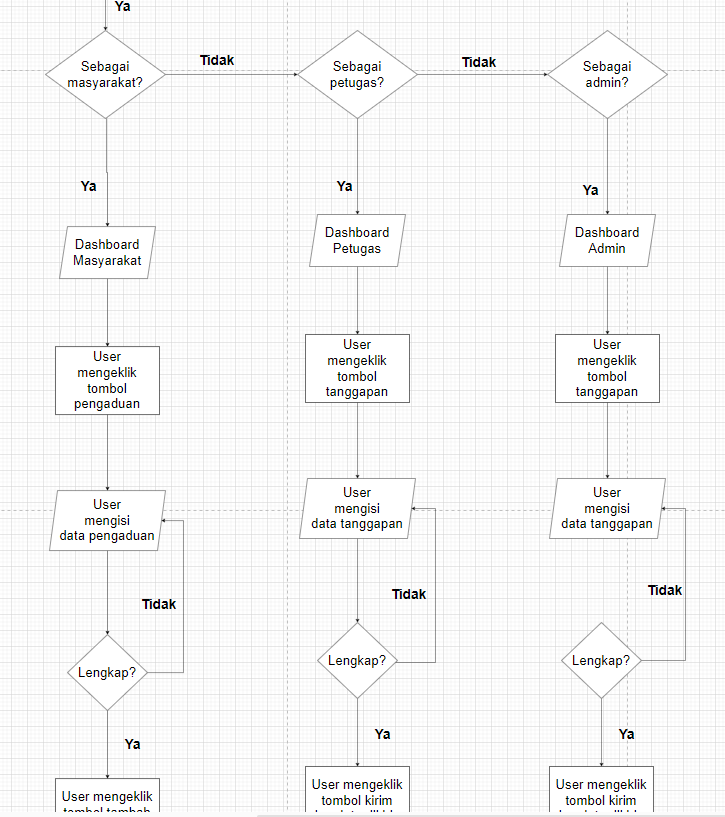 Ya
Sebagai
masyarakat?
Tidak
Sebagai
petugas?
Tidak
Sebagai
admin?
Ya
Ya
Ya
Dashboard
Masyarakat
Dashboard
Petugas
Dashboard
Admin
User
mengeklik
tombol
pengaduan
User
mengeklik
tombol
tanggapan
User
mengeklik
tombol
tanggapan
User
mengisi
data pengaduan
User
mengisi
data tanggapan
User
mengisi
data tanggapan
Tidak
Tidak
Tidak
Lengkap?
Lengkap?
Lengkap?
Ya
Ya
Ya
User mengeklik
tombol tambah
User mengeklik
tombol kirim
User mengeklik
tombol kirim